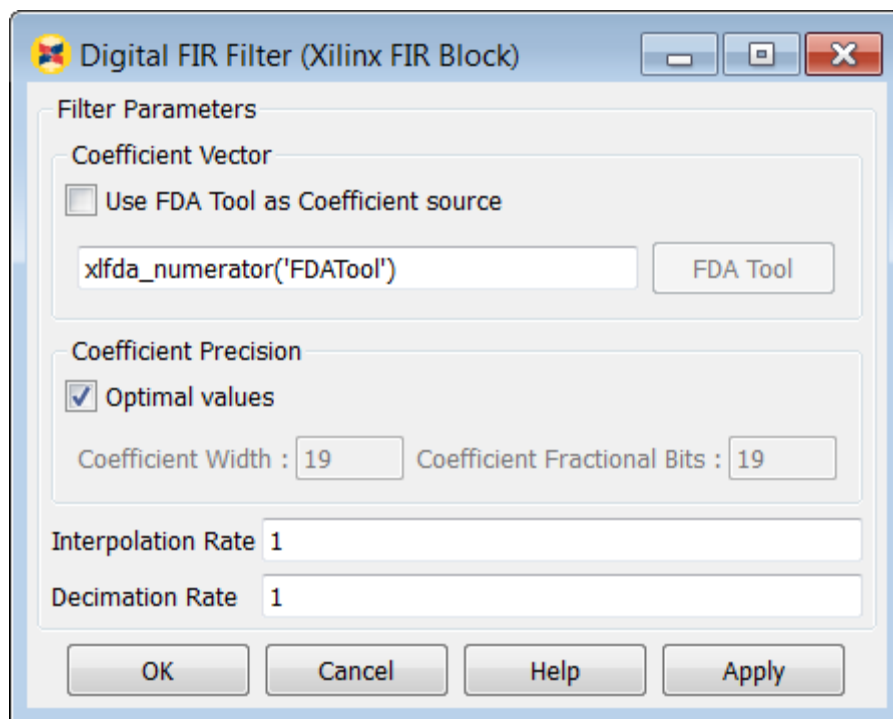 Digital FIR Filter (Xilinx FIR Block)
Filter Parameters
Coefficient Vector
Use FDA Tool as Coefficient source
xlfda_numerator('FDATool') FDA Tool
Coefficient Precision
Optimal values
Coefficient Width : 19 Coefficient Fractional Bits : 19
Interpolation Rate 1
Decimation Rate 1
OK Cancel Help Apply